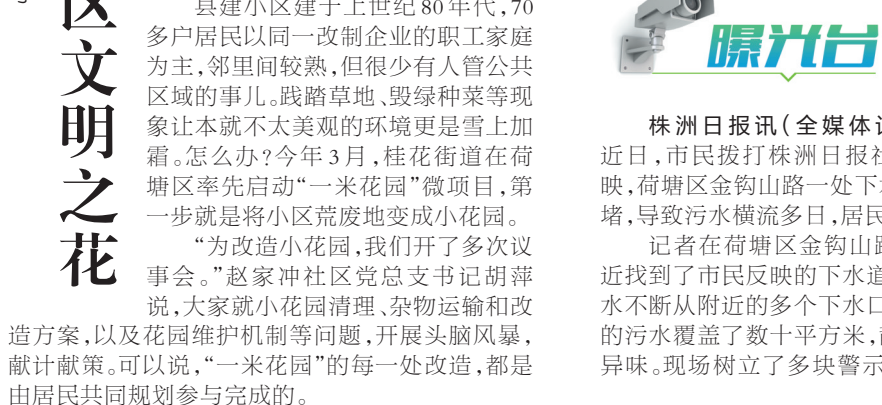 区文明之花
县建小区建于上世纪80年代,70
多户居民以同一改制企业的职工家庭
为主,邻里间较熟,但很少有人管公共
区域的事儿。践踏草地、毁绿种菜等现
象让本就不太美观的环境更是雪上加
霜。怎么办?今年3月,桂花街道在荷
塘区率先启动“一米花园”微项目,第
一步就是将小区荒废地变成小花园。
“为改造小花园,我们开了多次议
事会。”赵家冲社区党总支书记胡萍
说,大家就小花园清理、杂物运输和改
造方案,以及花园维护机制等问题,开展头脑风暴,
献计献策。可以说,“一米花园”的每一处改造,都是
由居民共同规划参与完成的。
曝光台
株洲日报讯(全媒体
近日,市民拨打株洲日报社
映,荷塘区金钩山路一处下
堵,导致污水横流多日,居民
记者在荷塘区金钩山路
近找到了市民反映的下水道
水不断从附近的多个下水口
的污水覆盖了数十平方米,
异味。现场树立了多块警示